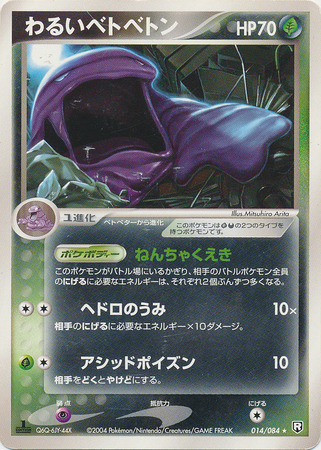 わるいベトベトン HP70
Illus. Mitsuhiro Arita
1進化 ベトベターから進化
このポケモンは の2つのタイプを持つポケモンです。
ポケボディー ねんちゃくえき
このポケモンがバトル場にいるかぎり、相手のバトルポケモン全員
のにげるに必要なエネルギーは、それぞれ2個ぶんずつ多くなる。
ヘドロのうみ 10×
相手のにげるに必要なエネルギー×10ダメージ。
アシッドポイズン 10
相手をどくとやけどにする。
弱点 抵抗力 にげる
1 Q6Q-6JY-44X ©2004 Pokémon/Nintendo/Creatures/GAME FREAK 014/084 ★ R